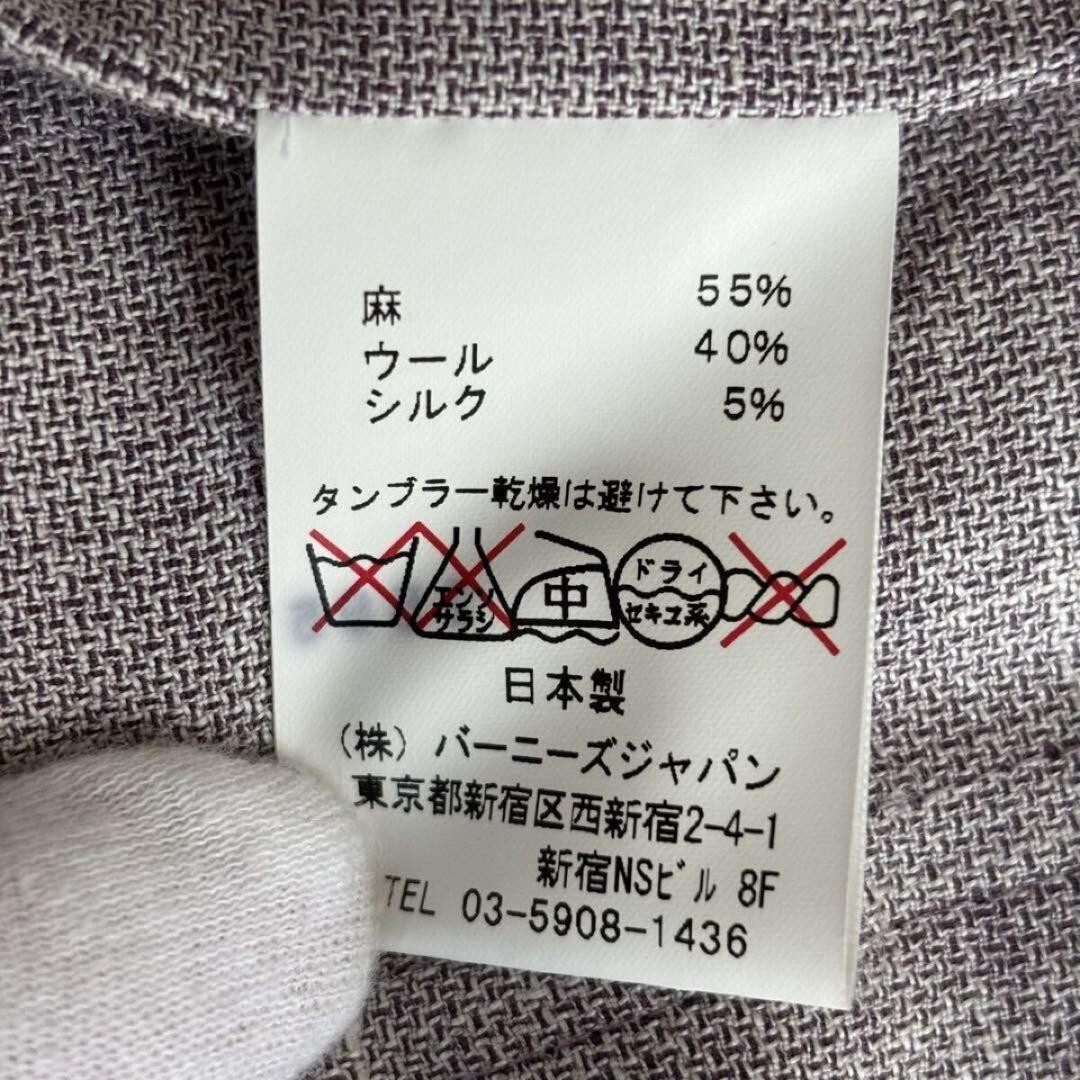 麻 55%
ウール 40%
シルク 5%
タンブラー乾燥は避けて下さい。
エンソ
サラシ
中
ドライ
セキユ系
日本製
(株) バーニーズジャパン
東京都新宿区西新宿2-4-1
新宿NSビル 8F
TEL 03-5908-1436